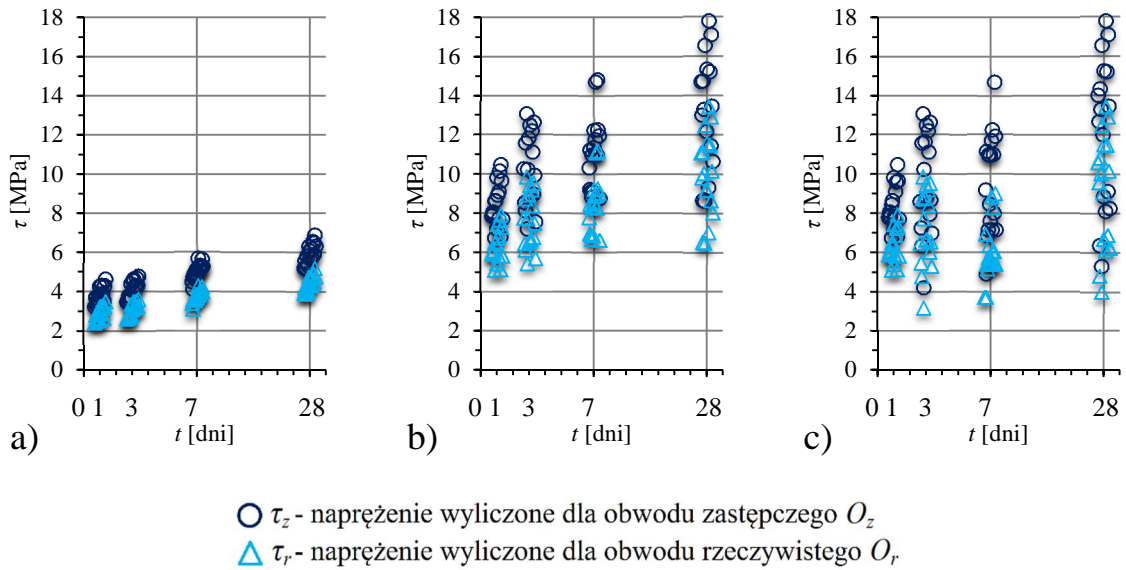 18 16 14 12 10 8 6 4 2 0
τ [MPa]
0 1 3 7 28
t [dni]
a)
18 16 14 12 10 8 6 4 2 0
τ [MPa]
0 1 3 7 28
t [dni]
b)
18 16 14 12 10 8 6 4 2 0
τ [MPa]
0 1 3 7 28
t [dni]
c)
τz - naprężenie wyliczone dla obwodu zastępczego Oz
τr - naprężenie wyliczone dla obwodu rzeczywistego Or